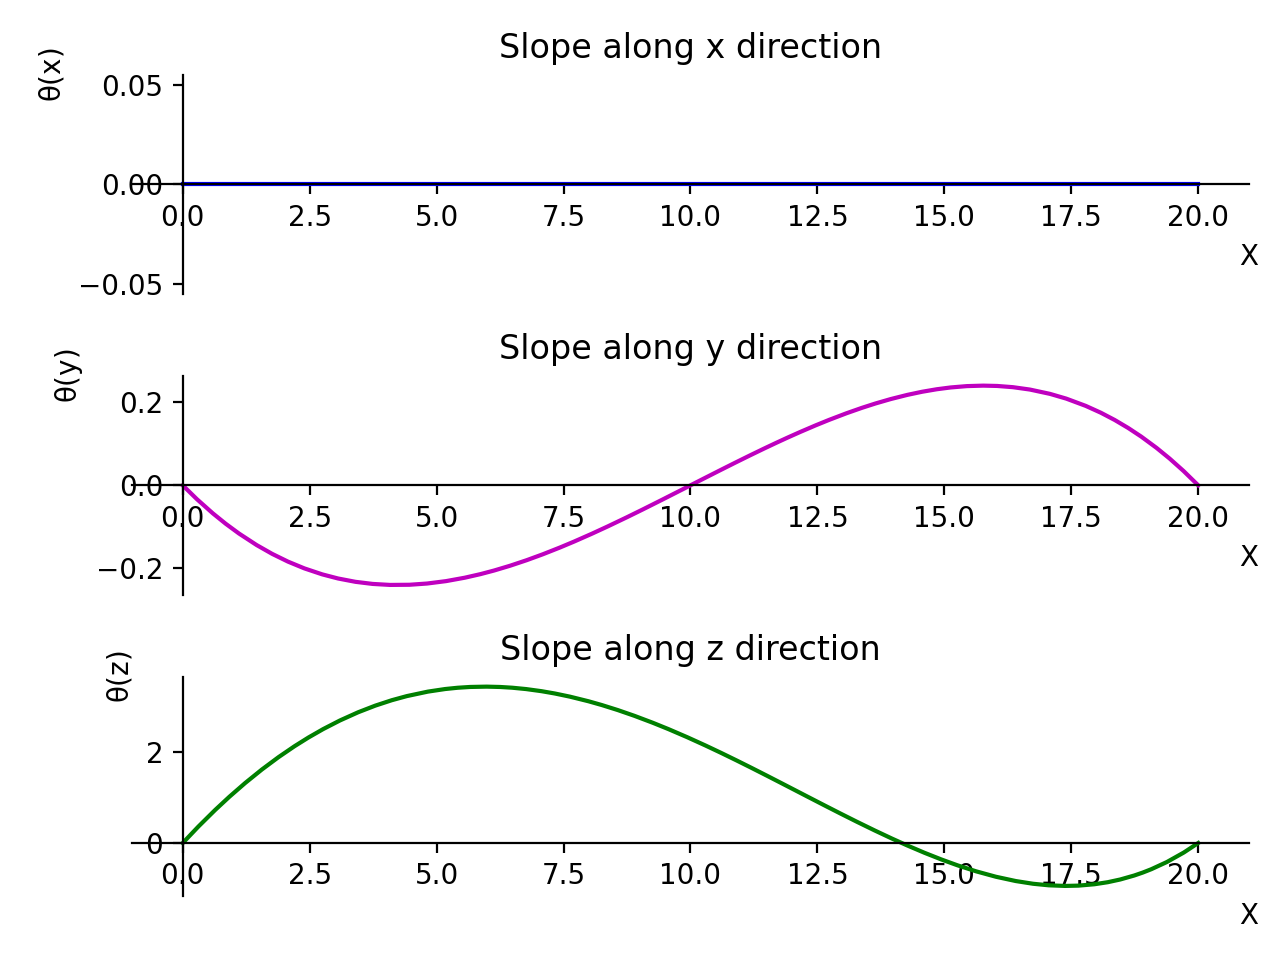 Slope along x direction
θ(x)
0.05
0.00
−0.05
0.0 2.5 5.0 7.5 10.0 12.5 15.0 17.5 20.0
X
Slope along y direction
θ(y)
0.2
0.0
−0.2
0.0 2.5 5.0 7.5 10.0 12.5 15.0 17.5 20.0
X
Slope along z direction
θ(z)
2
0
0.0 2.5 5.0 7.5 10.0 12.5 15.0 17.5 20.0
X